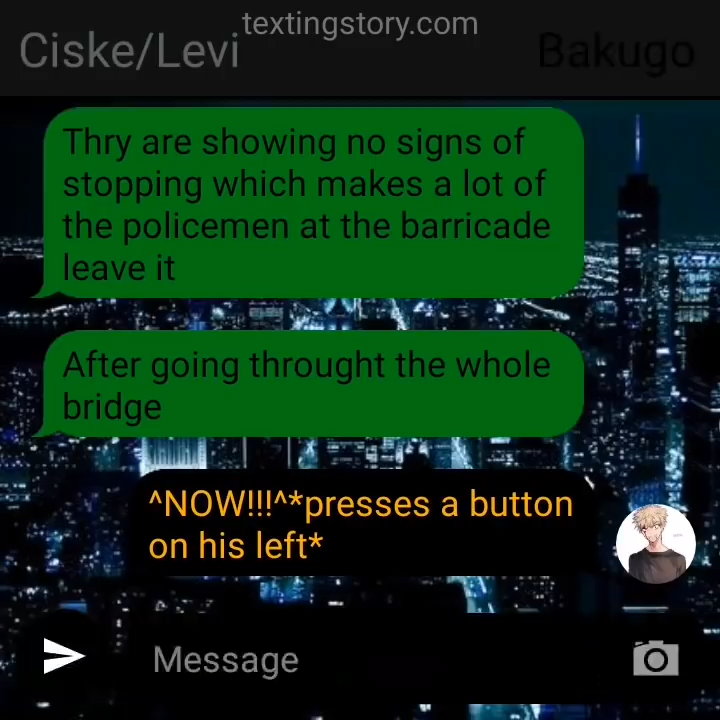 textingstory.com
Ciske/Levi
Bakugo
Thry are showing no signs of
stopping which makes a lot of
the policemen at the barricade
leave it
After going throught the whole
bridge
^NOW!!!^*presses a button
on his left*
Message